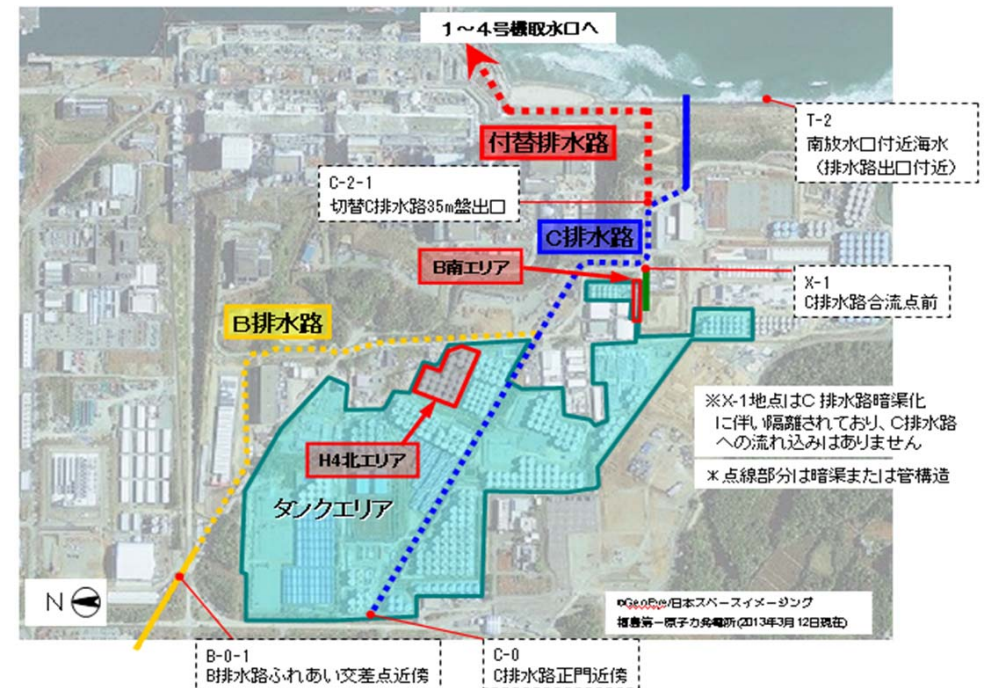 1～4号機取水口へ
付替排水路
T-2
南放水口付近海水
(排水路出口付近)
C-2-1
切替C排水路35m盤出口
C排水路
B南エリア
X-1
C排水路合流点前
B排水路
※X-1地点はC排水路暗渠化
に伴い隔離されており、C排水路
への流れ込みはありません
H4北エリア
＊点線部分は暗渠または管構造
タンクエリア
N
©GeoEye/日本スペースイメージング
福島第一原子力発電所(2013年3月12日現在)
B-0-1
B排水路ふれあい交差点近傍
C-0
C排水路正門近傍